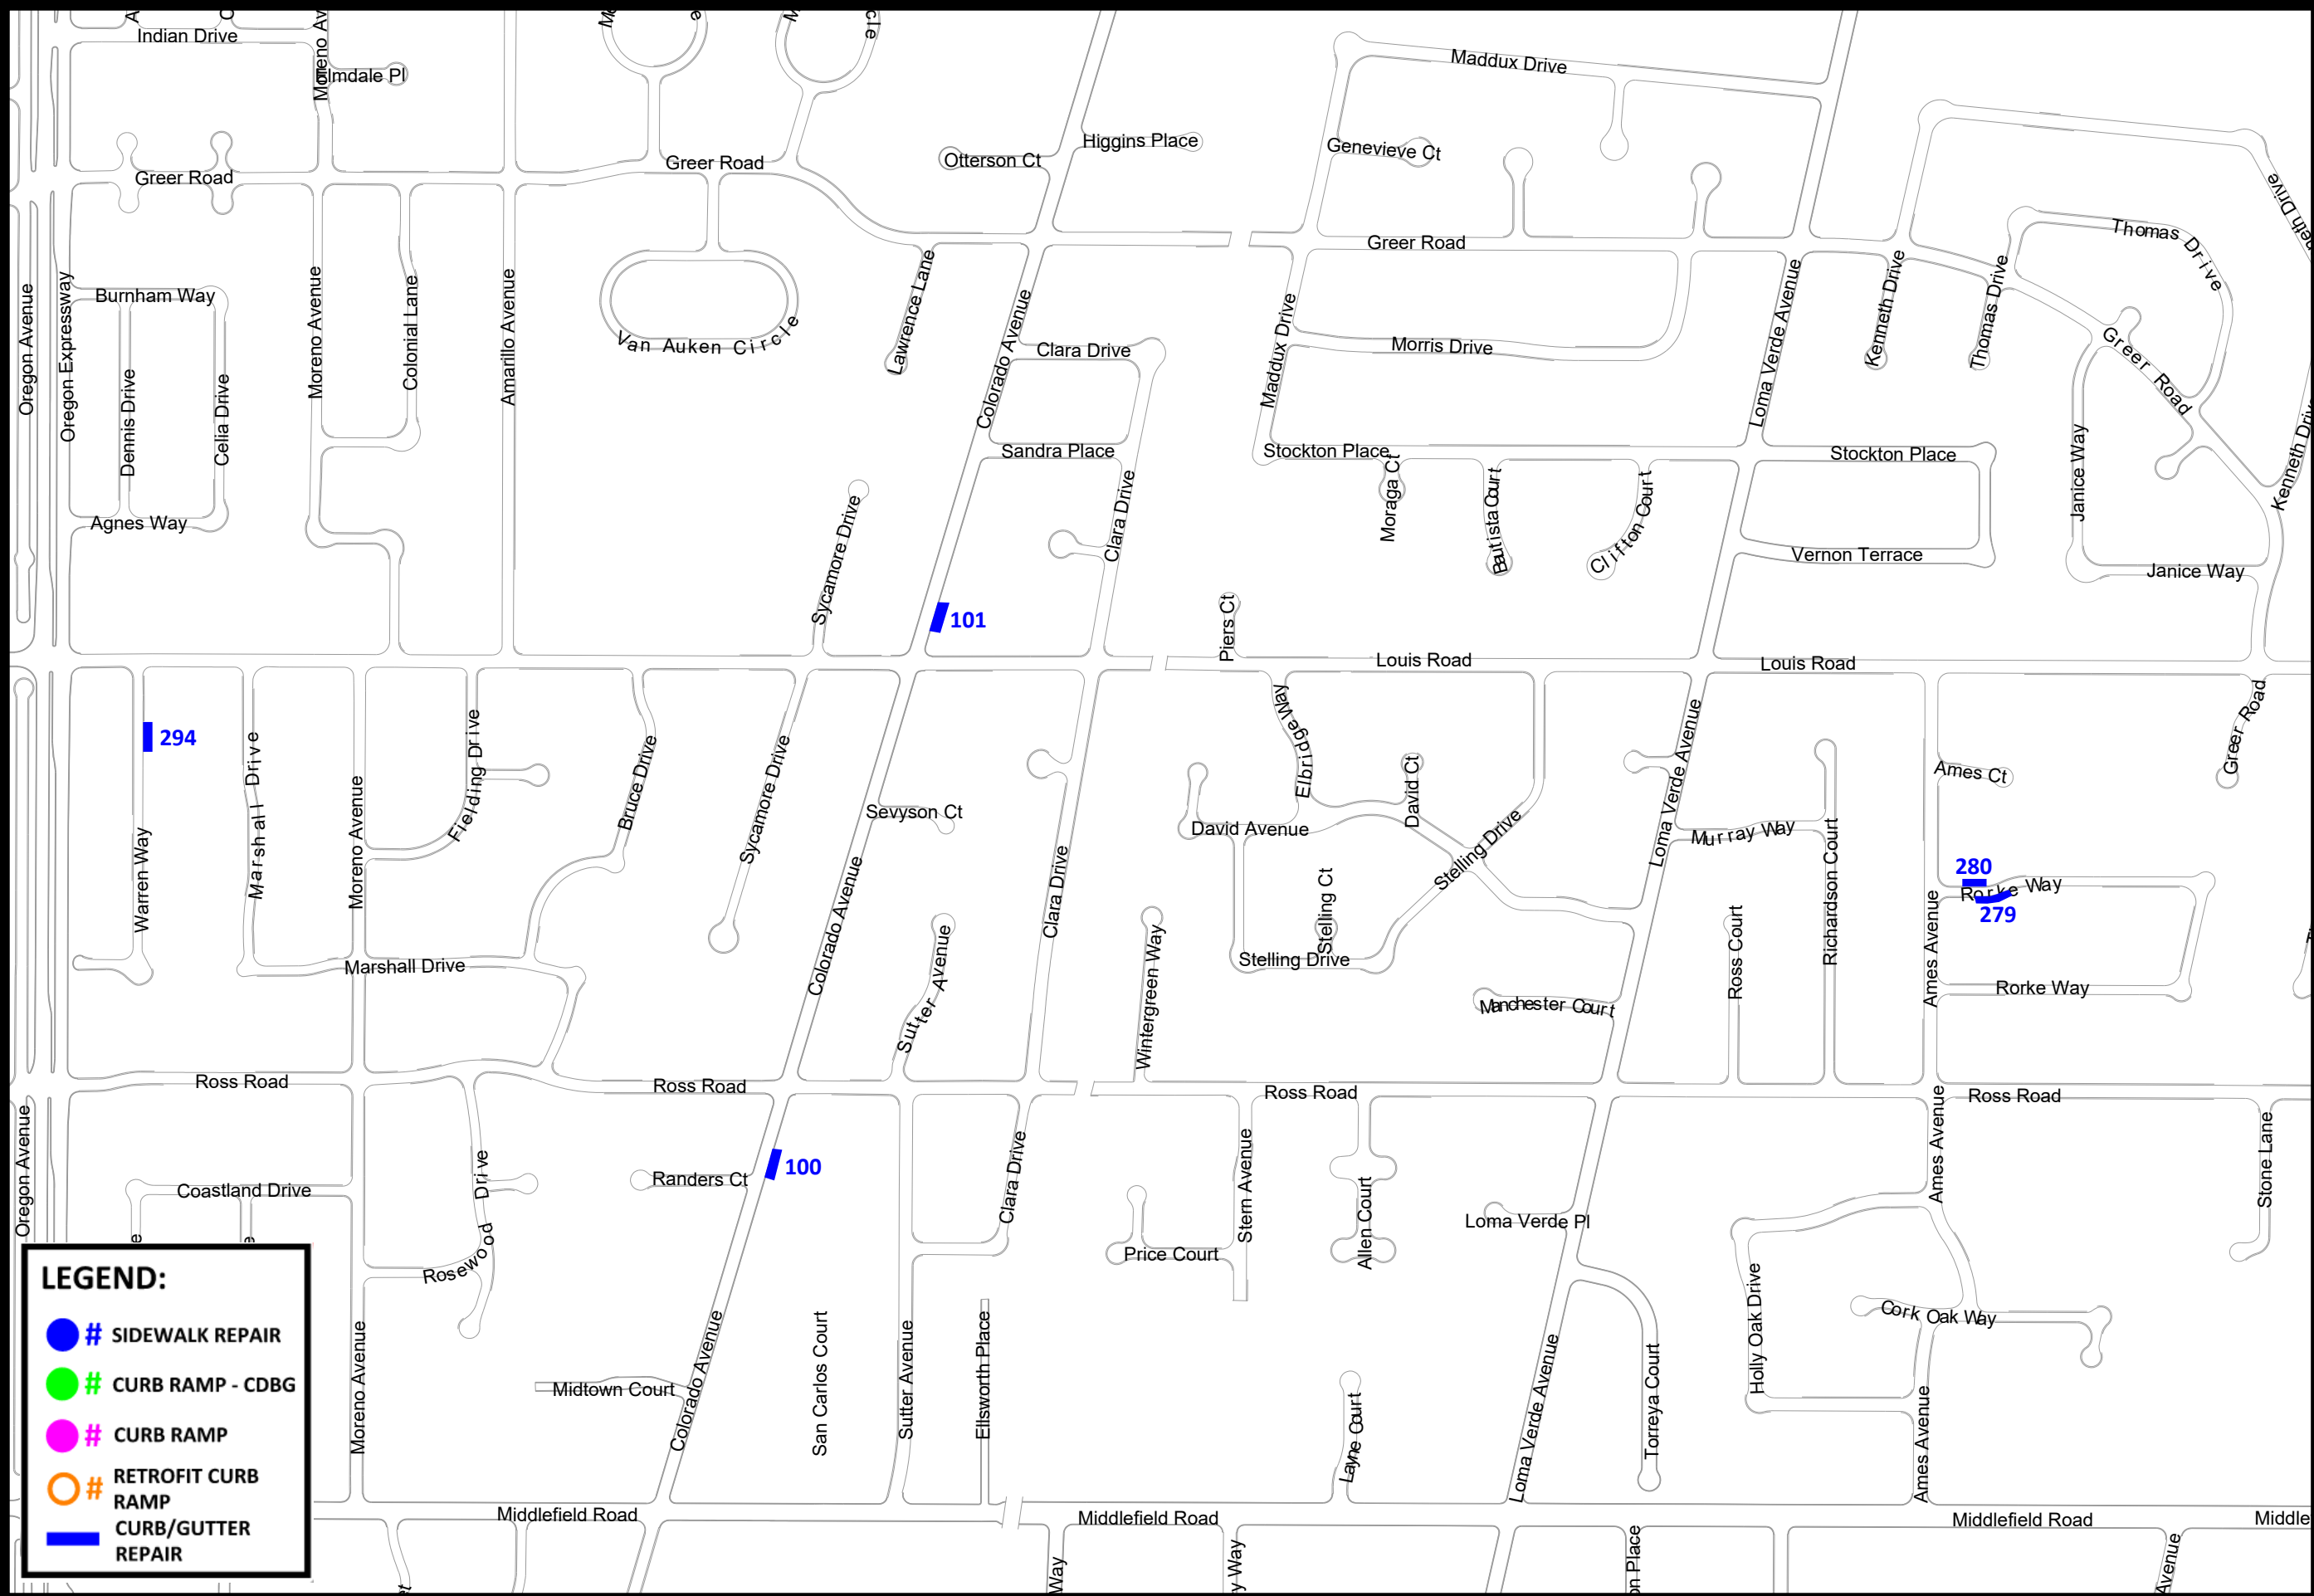 Indian Drive
Moreno Av
Elmdale Pl
Maddux Drive
Higgins Place
Otterson Ct
Genevieve Ct
Greer Road
Greer Road
Greer Road
Kenneth Drive
Thomas Drive
Thomas Drive
Oregon Avenue
Oregon Expressway
Burnham Way
Dennis Drive
Celia Drive
Moreno Avenue
Colonial Lane
Amarillo Avenue
Van Auken Circle
Lawrence Lane
Colorado Avenue
Clara Drive
Maddux Drive
Morris Drive
Loma Verde Avenue
Greer Road
Kenneth Drive
Janice Way
Sandra Place
Stockton Place
Stockton Place
Moraga Ct
Bautista Court
Clifton Court
Clara Drive
Sycamore Drive
Agnes Way
Vernon Terrace
Janice Way
101
Piers Ct
Louis Road
Louis Road
294
Warren Way
Marshall Drive
Moreno Avenue
Fielding Drive
Bruce Drive
Sycamore Drive
Sevyson Ct
Colorado Avenue
Clara Drive
Elbridge Way
David Avenue
David Ct
Stelling Drive
Stelling Ct
Stelling Drive
Loma Verde Avenue
Murray Way
Richardson Court
Ames Ct
Greer Road
280
Rorke Way
279
Ames Avenue
Ross Court
Rorke Way
Manchester Court
Wintergreen Way
Sutter Avenue
Marshall Drive
Ross Road
Ross Road
Ross Road
Ross Road
Oregon Avenue
Coastland Drive
Rosewood Drive
Randers Ct
100
Clara Drive
Stern Avenue
Price Court
Allen Court
Loma Verde Pl
Ames Avenue
Stone Lane
Holly Oak Drive
Cork Oak Way
Moreno Avenue
Midtown Court
Colorado Avenue
San Carlos Court
Sutter Avenue
Ellsworth Place
Layne Court
Loma Verde Avenue
Torreya Court
Ames Avenue
Middlefield Road
Middlefield Road
Middlefield Road
Middle
Way
y Way
on Place
Avenue
LEGEND:
# SIDEWALK REPAIR
# CURB RAMP - CDBG
# CURB RAMP
# RETROFIT CURB
RAMP
CURB/GUTTER
REPAIR